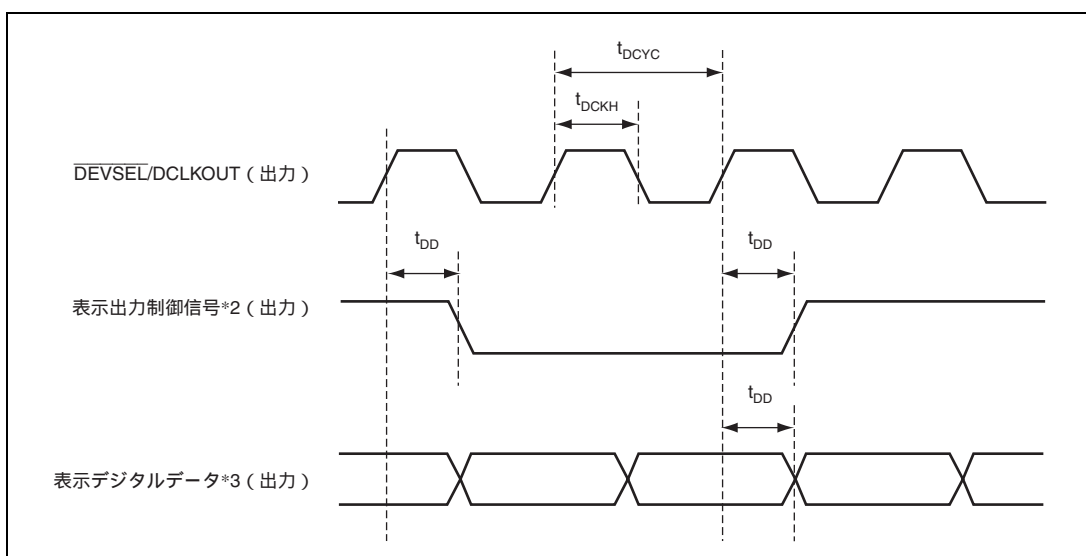 tDCYC
tDCKH
DEVSEL/DCLKOUT（出力）
tDD
tDD
表示出力制御信号*2（出力）
tDD
表示デジタルデータ*3（出力）